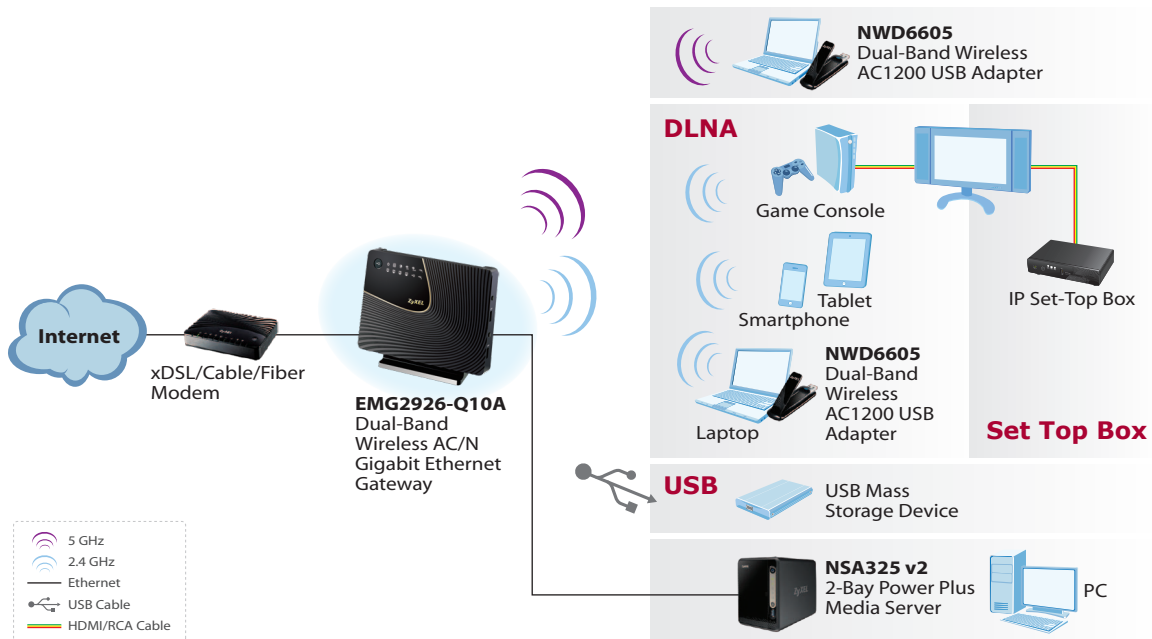 NWD6605
Dual-Band Wireless
AC1200 USB Adapter
DLNA
Game Console
Tablet
Smartphone
IP Set-Top Box
NWD6605
Dual-Band
Wireless
AC1200 USB
Adapter
Laptop
Set Top Box
Internet
xDSL/Cable/Fiber
Modem
ZyXEL
EMG2926-Q10A
Dual-Band
Wireless AC/N
Gigabit Ethernet
Gateway
USB
USB Mass
Storage Device
ZyXEL
NSA325 v2
2-Bay Power Plus
Media Server
PC
5 GHz
2.4 GHz
Ethernet
USB Cable
HDMI/RCA Cable